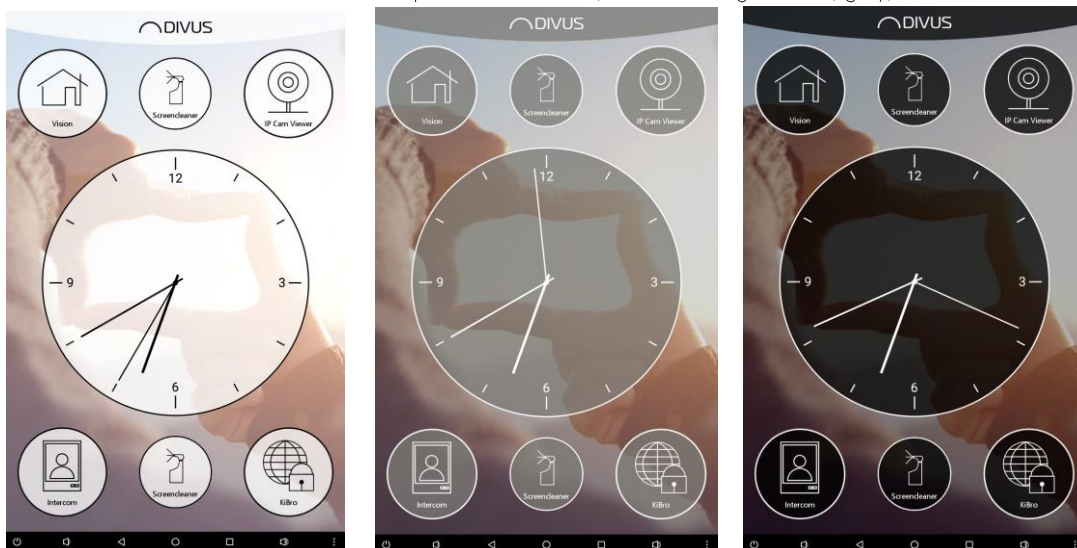 DIVUS
Vision
Screencleaner
IP Cam Viewer
12
9
3
6
Intercom
Screencleaner
KiBro
DIVUS
Vision
Screencleaner
IP Cam Viewer
12
9
3
6
Intercom
Screencleaner
KiBro
DIVUS
Vision
Screencleaner
IP Cam Viewer
12
9
3
6
Intercom
Screencleaner
KiBro